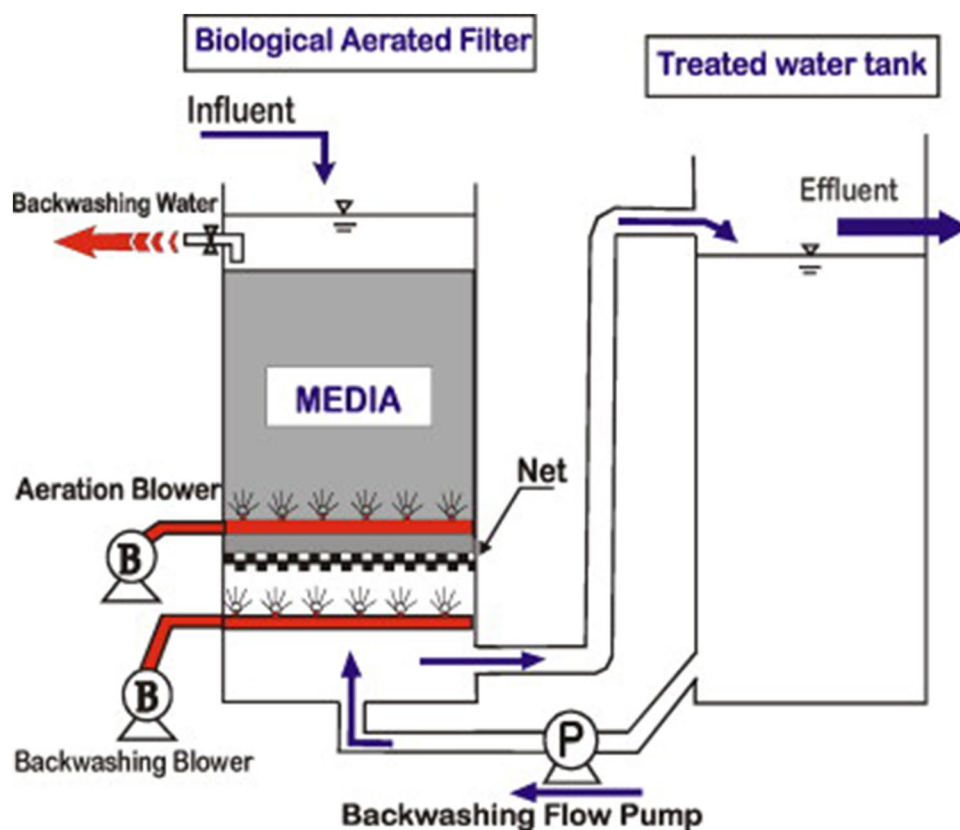 Biological Aerated Filter
Treated water tank
Influent
Backwashing Water
Effluent
MEDIA
Net
Aeration Blower
B
B
P
Backwashing Blower
Backwashing Flow Pump